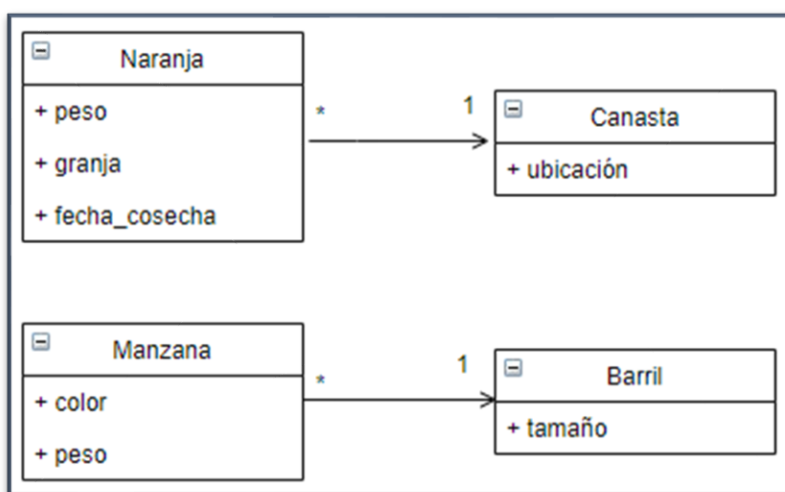 Naranja
+ peso
+ granja
+ fecha_cosecha
* 1
Canasta
+ ubicación
Manzana
+ color
+ peso
* 1
Barril
+ tamaño